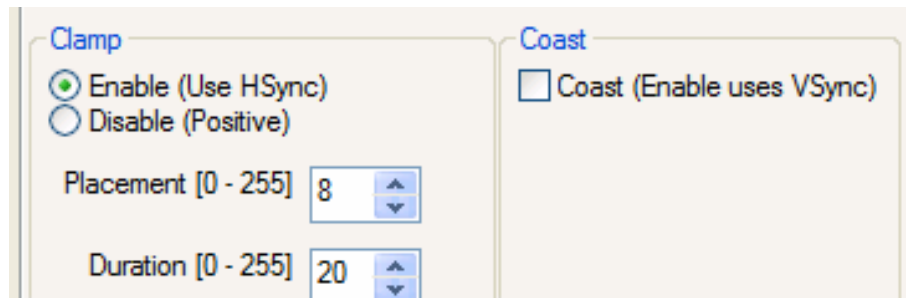 Clamp
Enable (Use HSync)
Disable (Positive)
Placement [0 - 255] 8
Duration [0 - 255] 20
Coast
Coast (Enable uses VSync)